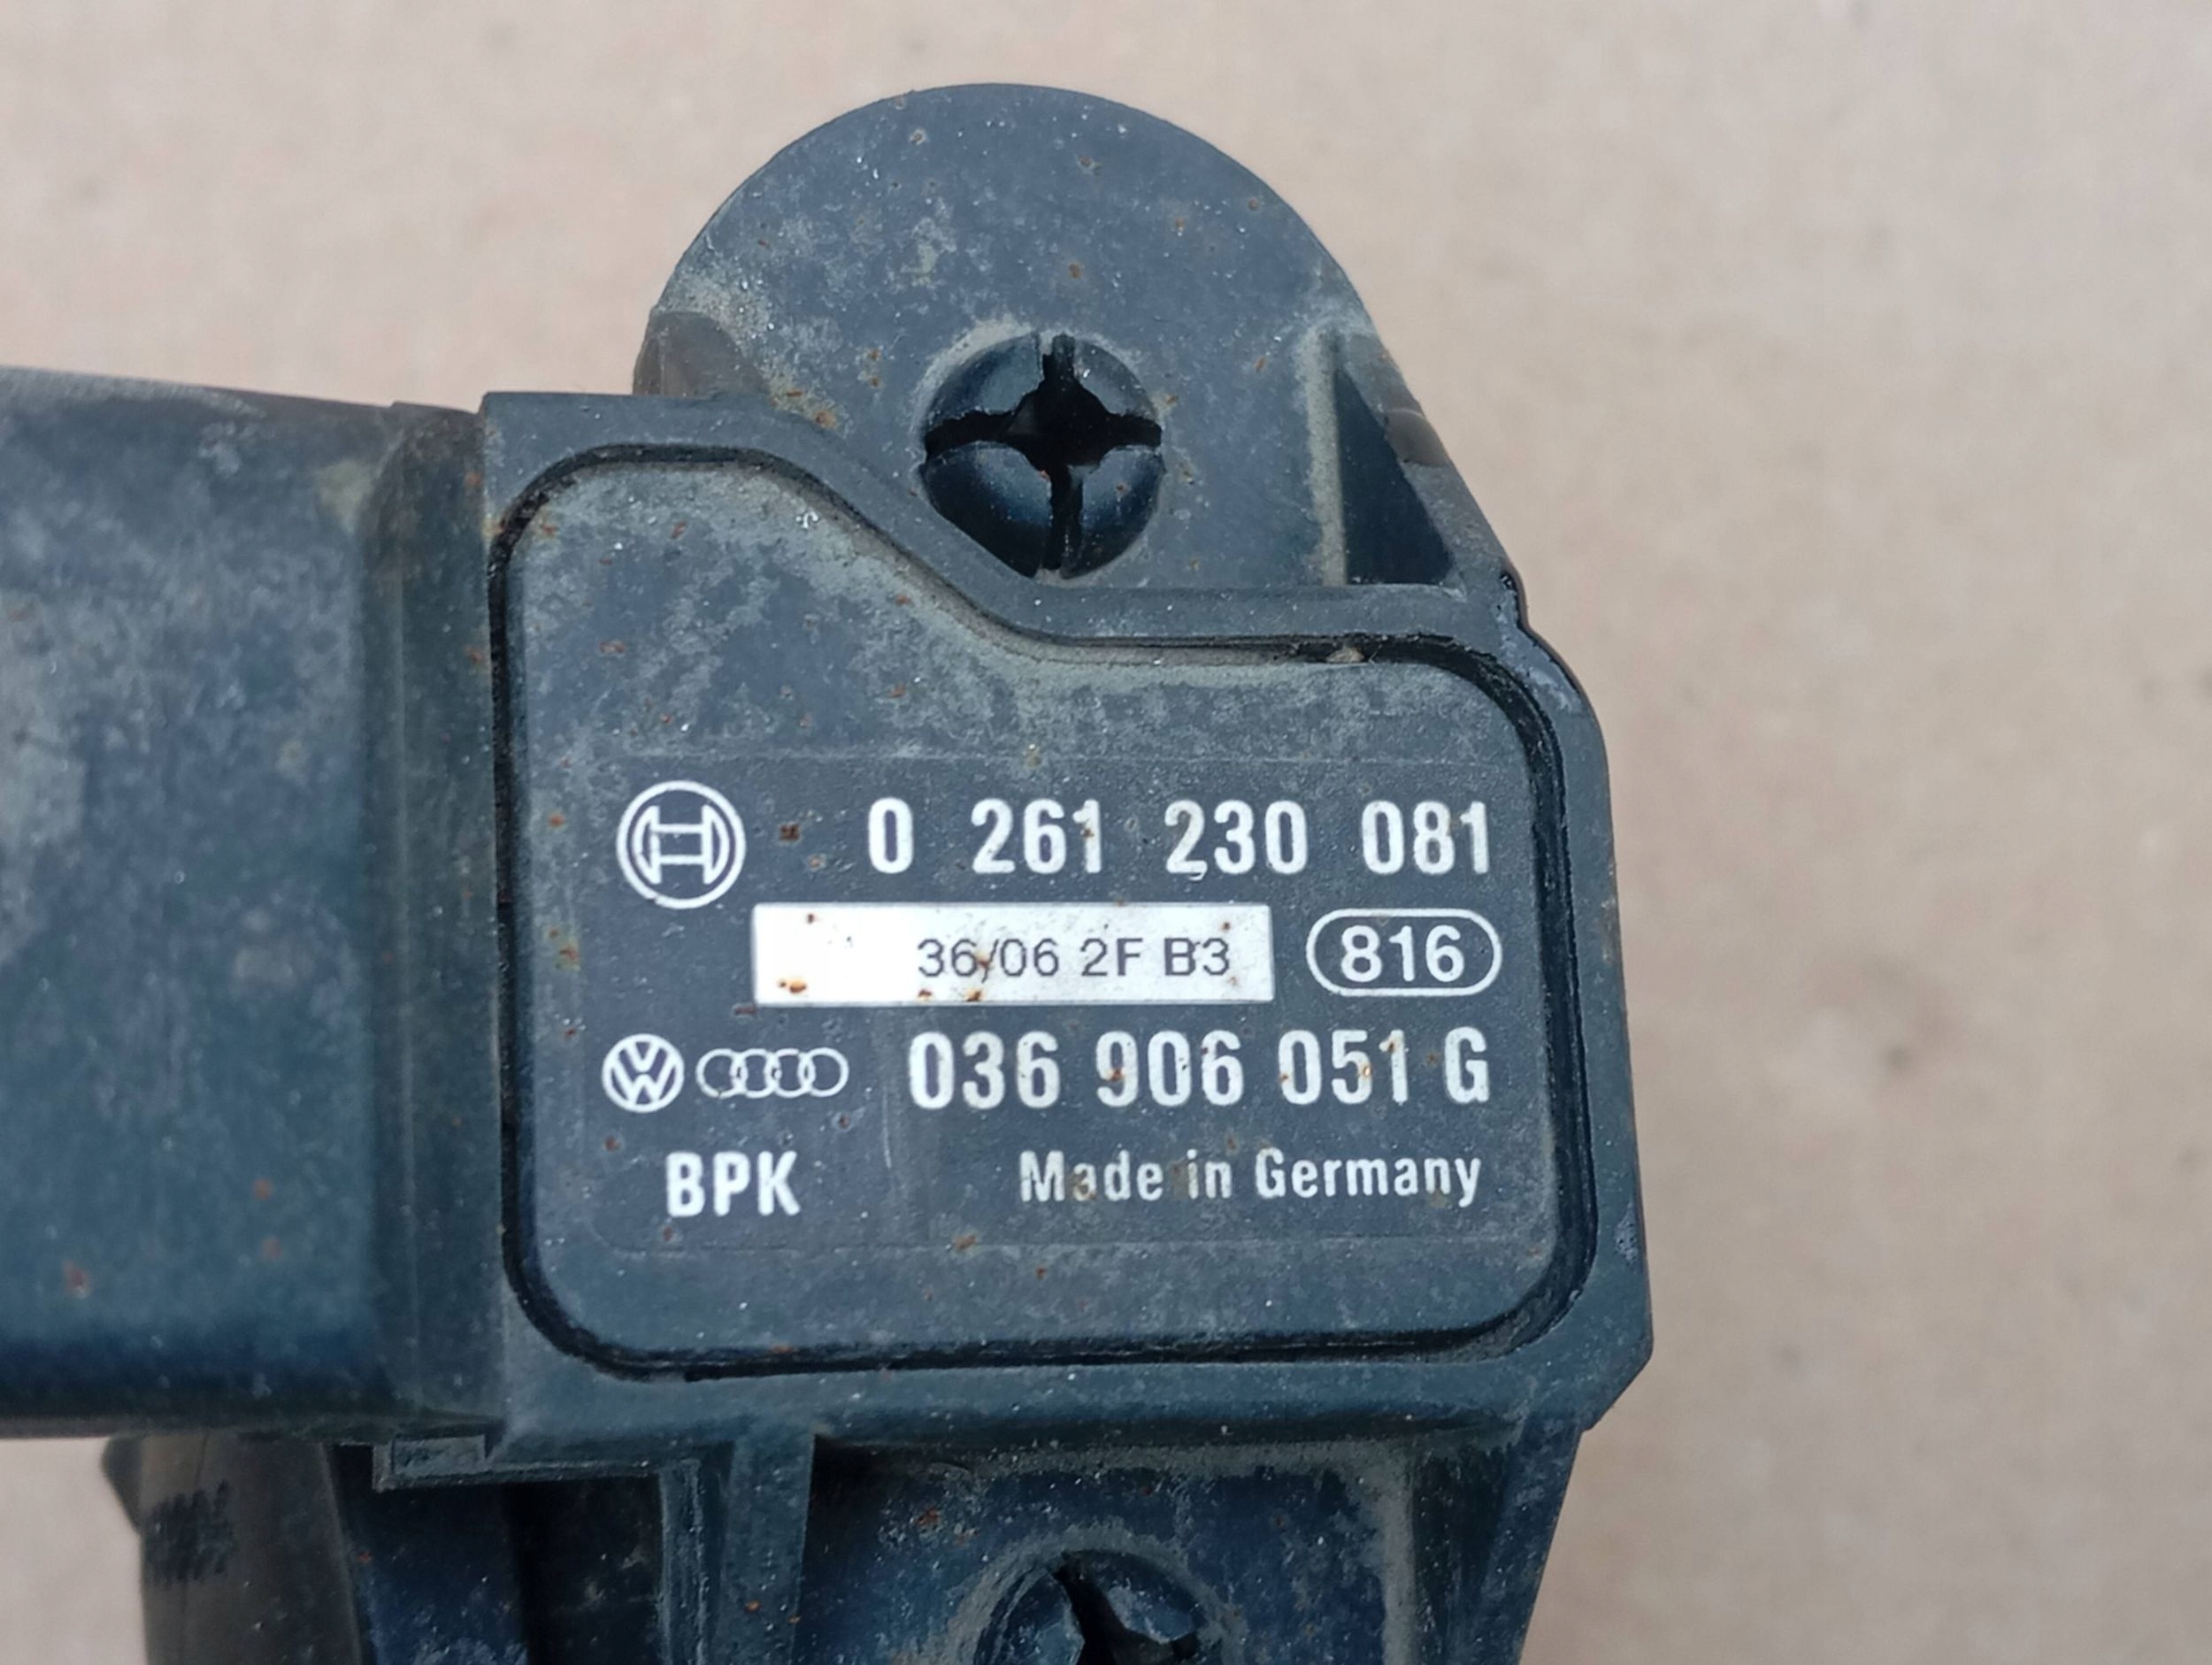 0 261 230 081
36/06 2F B3
816
036 906 051 G
BPK
Made in Germany